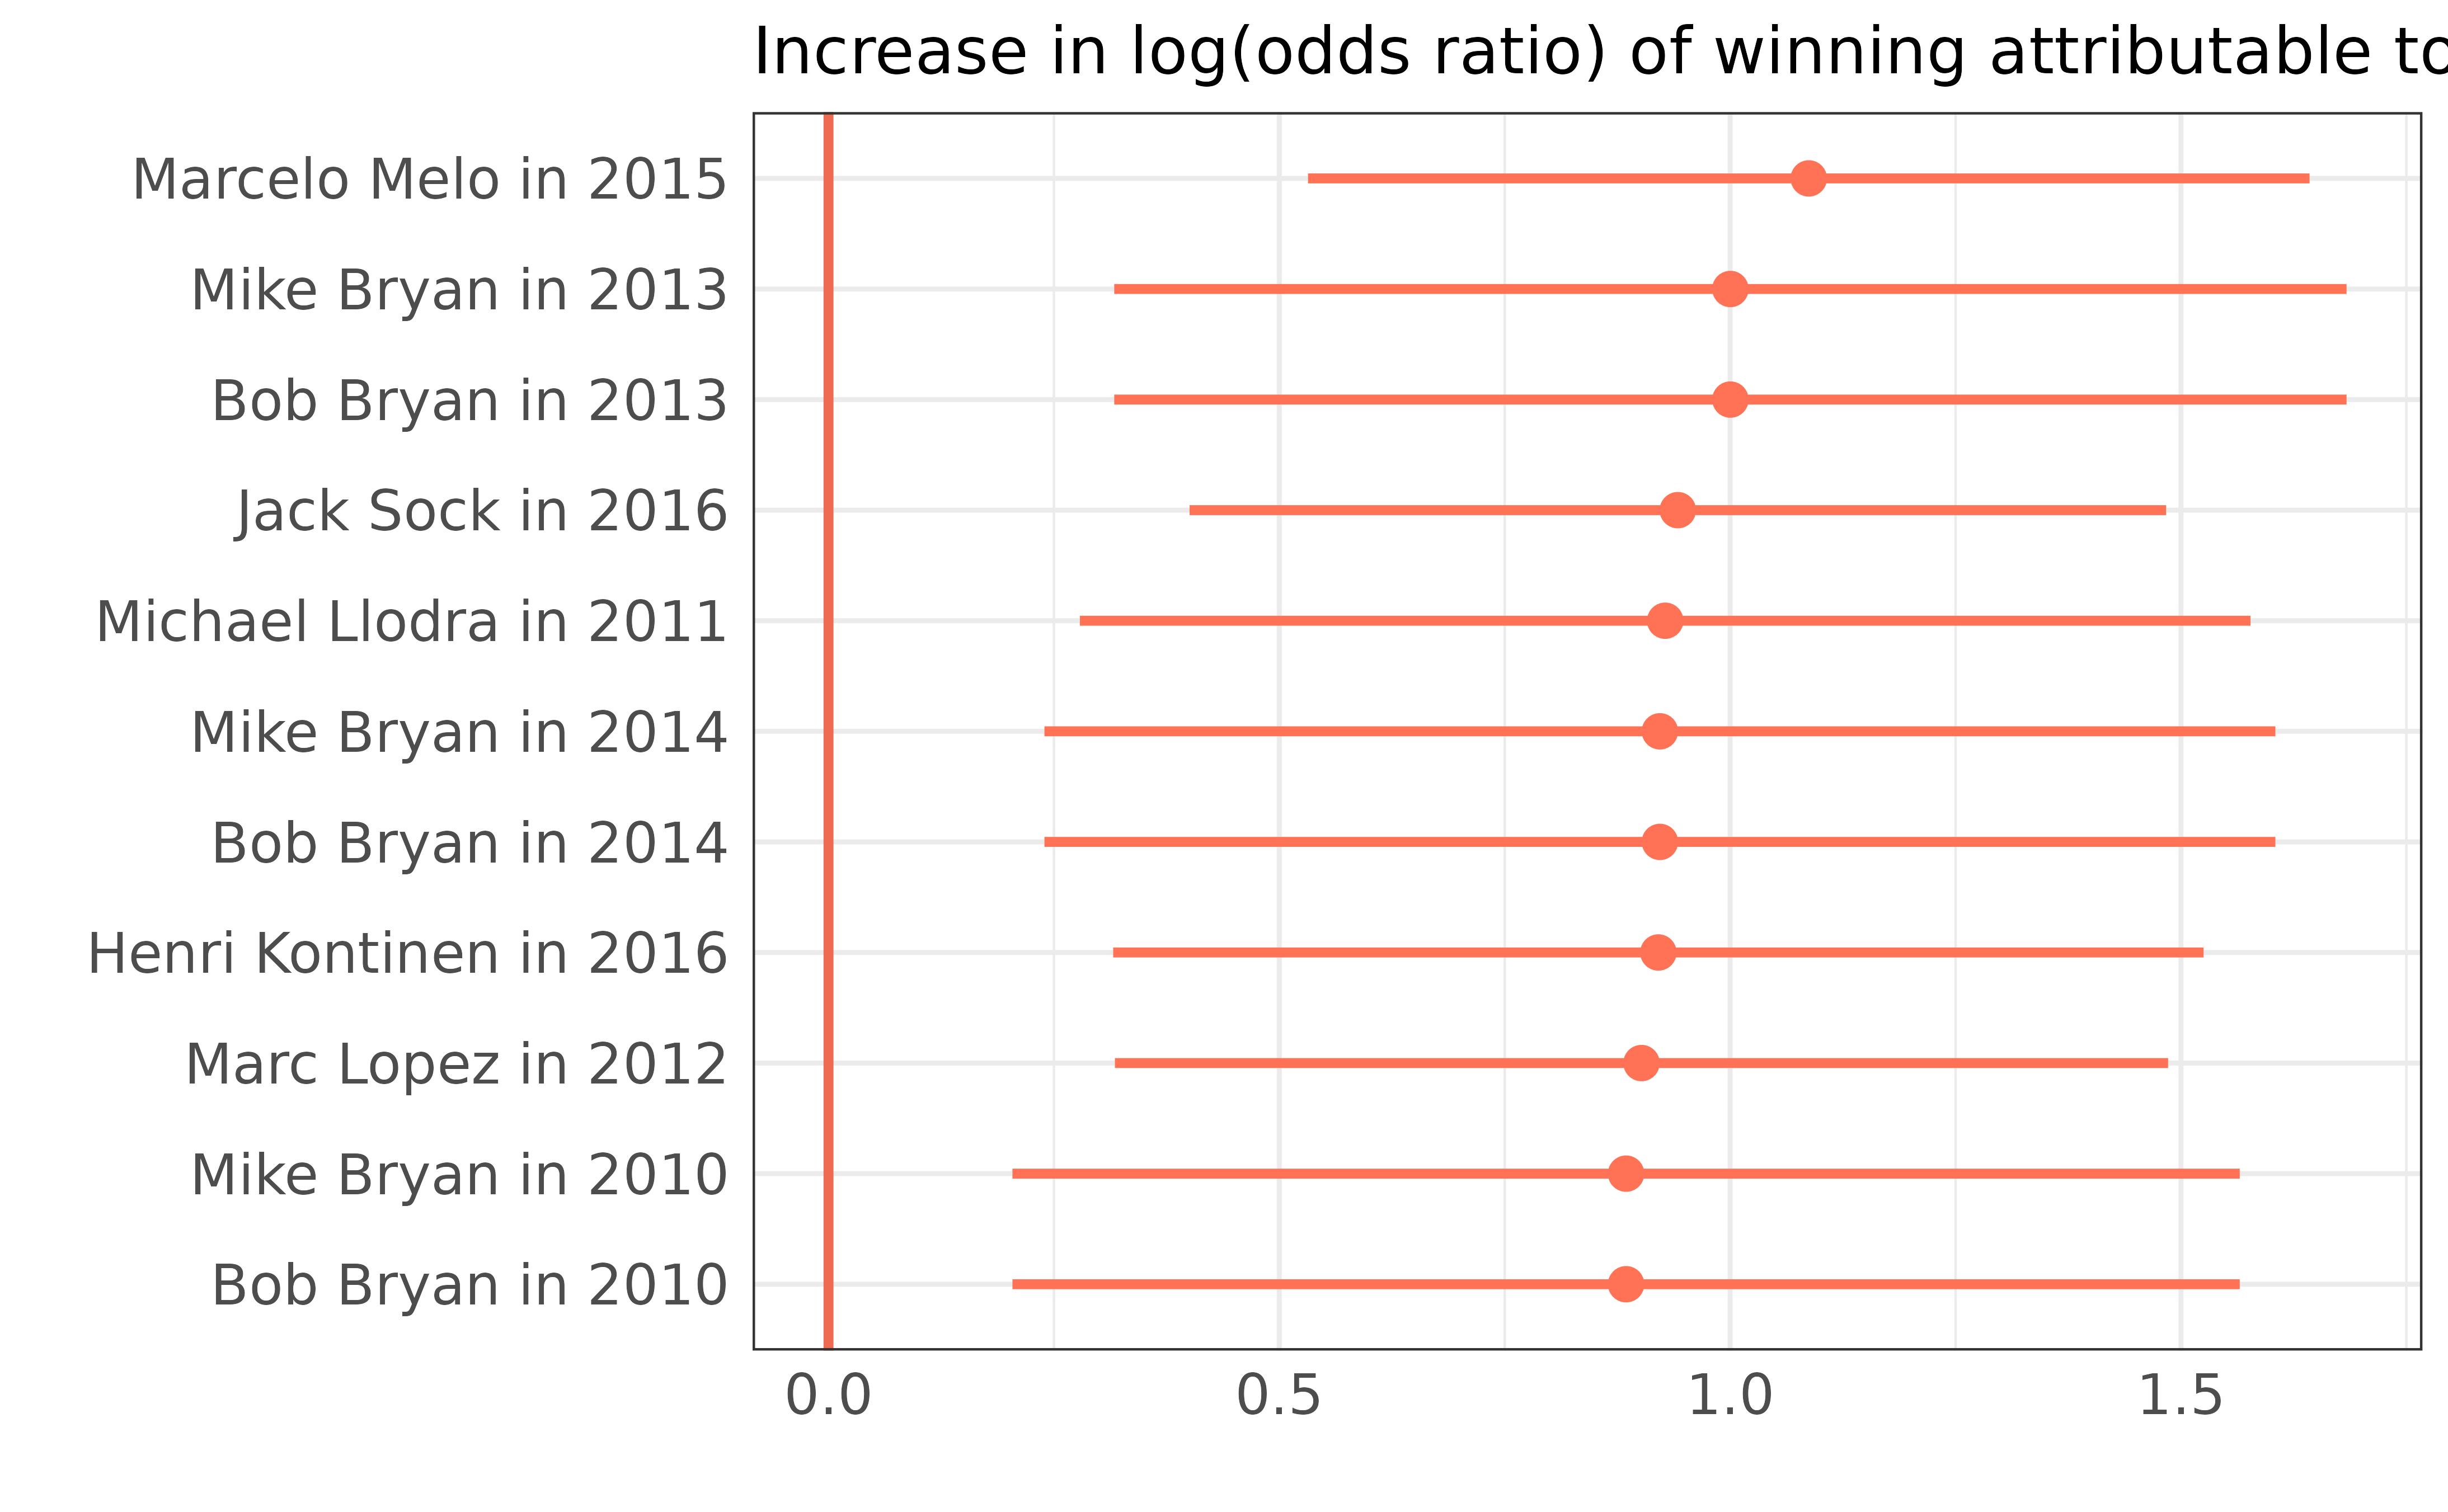 Increase in log(odds ratio) of winning attributable to
Marcelo Melo in 2015
Mike Bryan in 2013
Bob Bryan in 2013
Jack Sock in 2016
Michael Llodra in 2011
Mike Bryan in 2014
Bob Bryan in 2014
Henri Kontinen in 2016
Marc Lopez in 2012
Mike Bryan in 2010
Bob Bryan in 2010
0.0 0.5 1.0 1.5